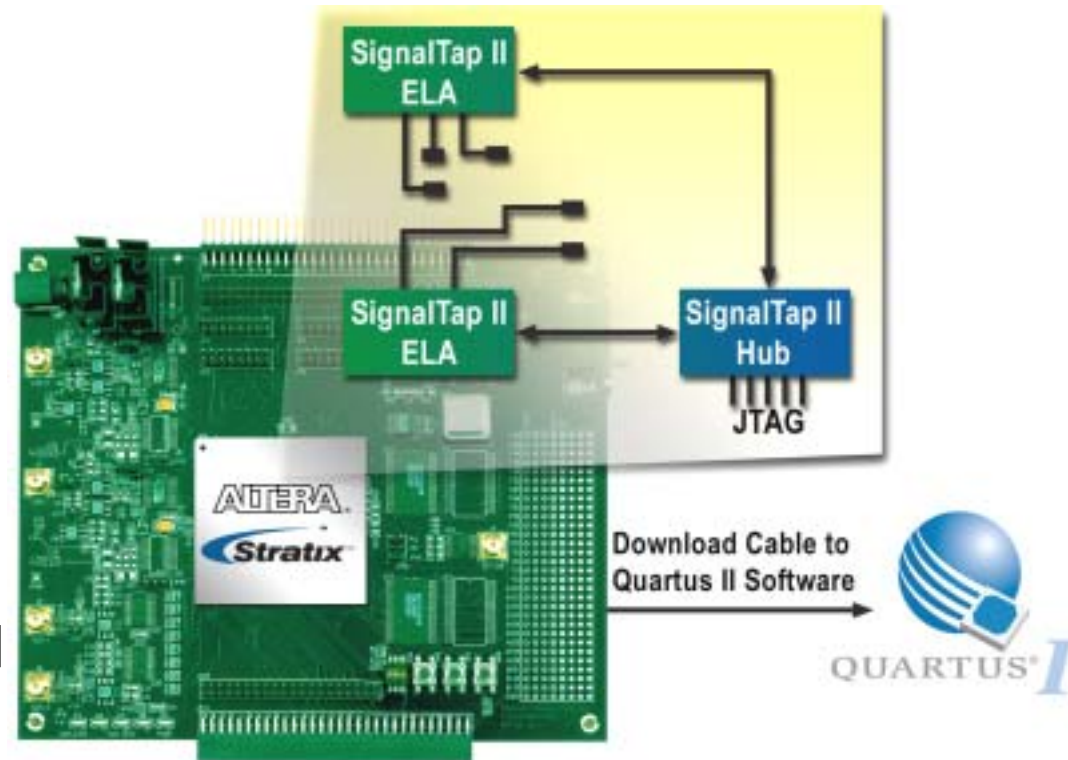 SignalTap II
ELA
SignalTap II
ELA
SignalTap II
Hub
JTAG
ALTERA
Stratix
Download Cable to
Quartus II Software
QUARTUS® I